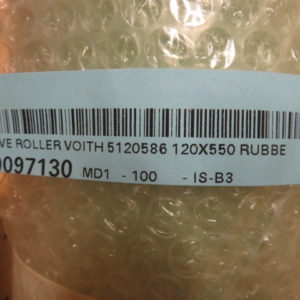 VE ROLLER VOITH 5120586 120X550 RUBBE
0097130 MD1 - 100 - IS-B3